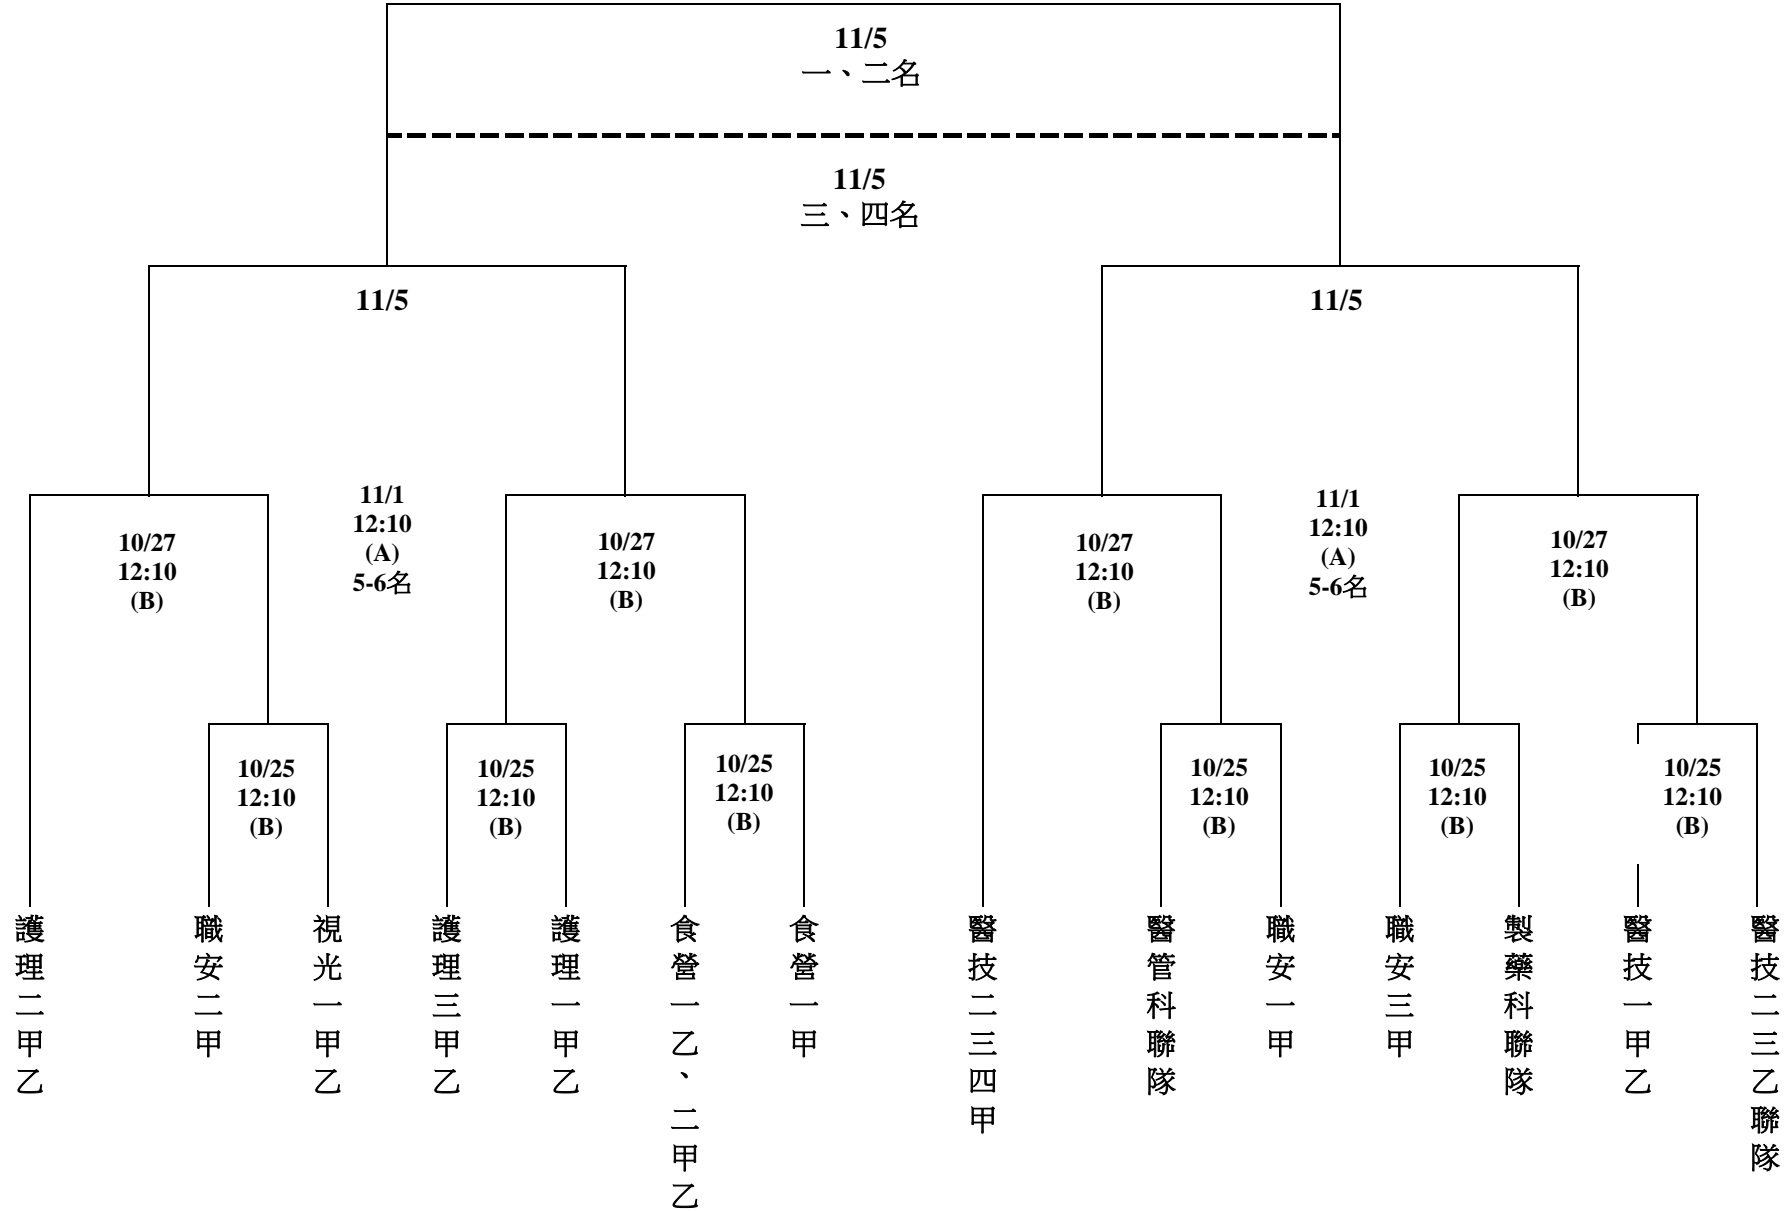 11/5
一、二名
11/5
三、四名
11/5
11/5
11/1
12:10
(A)
5-6名
11/1
12:10
(A)
5-6名
10/27
12:10
(B)
10/27
12:10
(B)
10/27
12:10
(B)
10/27
12:10
(B)
10/25
12:10
(B)
10/25
12:10
(B)
10/25
12:10
(B)
10/25
12:10
(B)
10/25
12:10
(B)
10/25
12:10
(B)
護理二甲乙
職安二甲
視光一甲乙
護理三甲乙
護理一甲乙
食營一乙、二甲乙
食營一甲
醫技二三四甲
醫管科聯隊
職安一甲
職安三甲
製藥科聯隊
醫技一甲乙
醫技二三乙聯隊